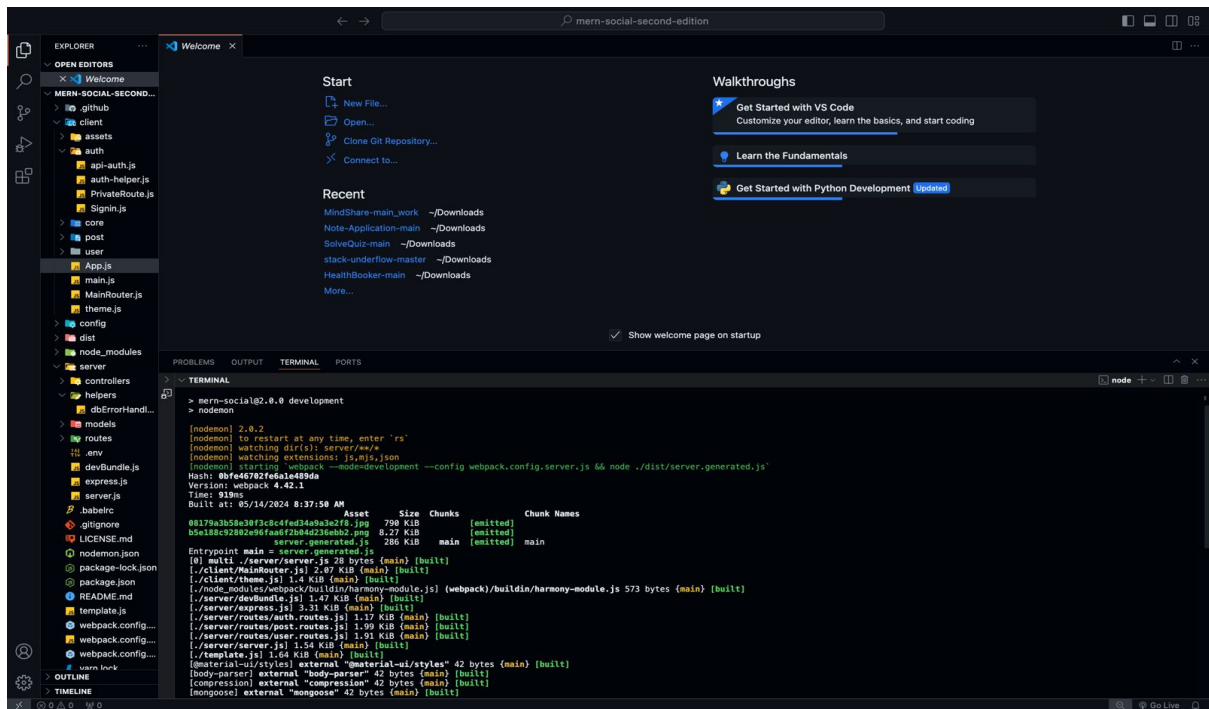 mern-social-second-edition
EXPLORER
OPEN EDITORS
Welcome
MERN-SOCIAL-SECOND...
.github
client
assets
auth
api-auth.js
auth-helper.js
PrivateRoute.js
Signin.js
core
post
user
App.js
main.js
MainRouter.js
theme.js
config
dist
node_modules
server
controllers
helpers
dbErrorHandl...
models
routes
.env
devBundle.js
express.js
server.js
.babelrc
.gitignore
LICENSE.md
nodemon.json
package-lock.json
package.json
README.md
template.js
webpack.config....
webpack.config....
webpack.config....
yarn.lock
OUTLINE
TIMELINE
Welcome
Start
New File...
Open...
Clone Git Repository...
Connect to...
Recent
MindShare-main_work ~/Downloads
Note-Application-main ~/Downloads
SolveQuiz-main ~/Downloads
stack-underflow-master ~/Downloads
HealthBooker-main ~/Downloads
More...
Walkthroughs
Get Started with VS Code
Customize your editor, learn the basics, and start coding
Learn the Fundamentals
Get Started with Python Development Updated
Show welcome page on startup
PROBLEMS OUTPUT TERMINAL PORTS
TERMINAL
node
> mern-social@2.0.0 development
> nodemon
[nodemon] 2.0.2
[nodemon] to restart at any time, enter `rs`
[nodemon] watching dir(s): server/**/*
[nodemon] watching extensions: js,mjs,json
[nodemon] starting `webpack --mode=development --config webpack.config.server.js && node ./dist/server.generated.js`
Hash: 0bfe46702fe6a1e489da
Version: webpack 4.42.1
Time: 919ms
Built at: 05/14/2024 8:37:50 AM
Asset Size Chunks Chunk Names
08179a3b58e30f3c8c4fed34a9a3e2f8.jpg 790 KiB [emitted]
b5e188c92802e96faa6f2b04d236ebb2.png 8.27 KiB [emitted]
server.generated.js 286 KiB main [emitted] main
Entrypoint main = server.generated.js
[0] multi ./server/server.js 28 bytes {main} [built]
[./client/MainRouter.js] 2.07 KiB {main} [built]
[./client/theme.js] 1.4 KiB {main} [built]
[./node_modules/webpack/buildin/harmony-module.js] (webpack)/buildin/harmony-module.js 573 bytes {main} [built]
[./server/devBundle.js] 1.47 KiB {main} [built]
[./server/express.js] 3.31 KiB {main} [built]
[./server/routes/auth.routes.js] 1.17 KiB {main} [built]
[./server/routes/post.routes.js] 1.99 KiB {main} [built]
[./server/routes/user.routes.js] 1.91 KiB {main} [built]
[./server/server.js] 1.54 KiB {main} [built]
[./template.js] 1.64 KiB {main} [built]
[@material-ui/styles] external "@material-ui/styles" 42 bytes {main} [built]
[body-parser] external "body-parser" 42 bytes {main} [built]
[compression] external "compression" 42 bytes {main} [built]
[mongoose] external "mongoose" 42 bytes {main} [built]
0 0 0
Go Live